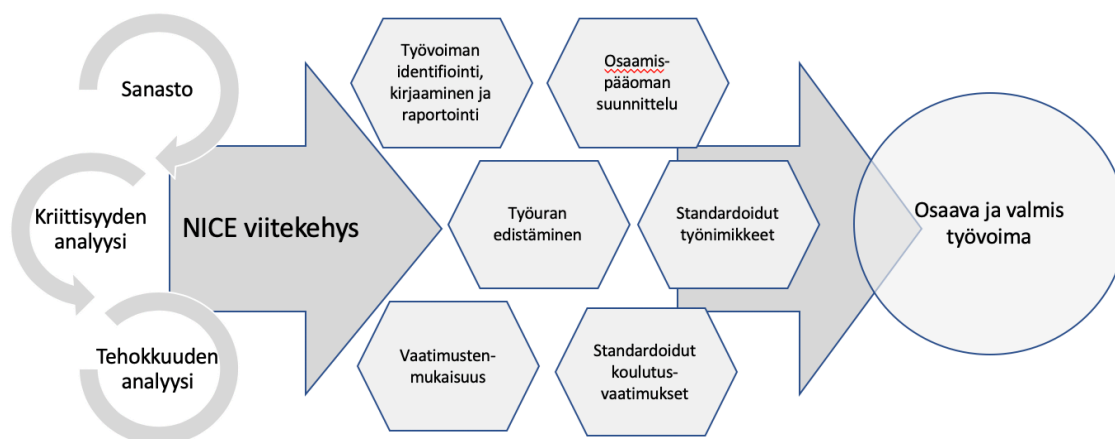 Sanasto
Kriittisyyden
analyysi
Tehokkuuden
analyysi
NICE viitekehys
Työvoiman
identifiointi,
kirjaaminen ja
raportointi
Osaamis-
pääoman
suunnittelu
Työuran
edistäminen
Standardoidut
työnimikkeet
Vaatimusten-
mukaisuus
Standardoidut
koulutus-
vaatimukset
Osaava ja valmis
työvoima